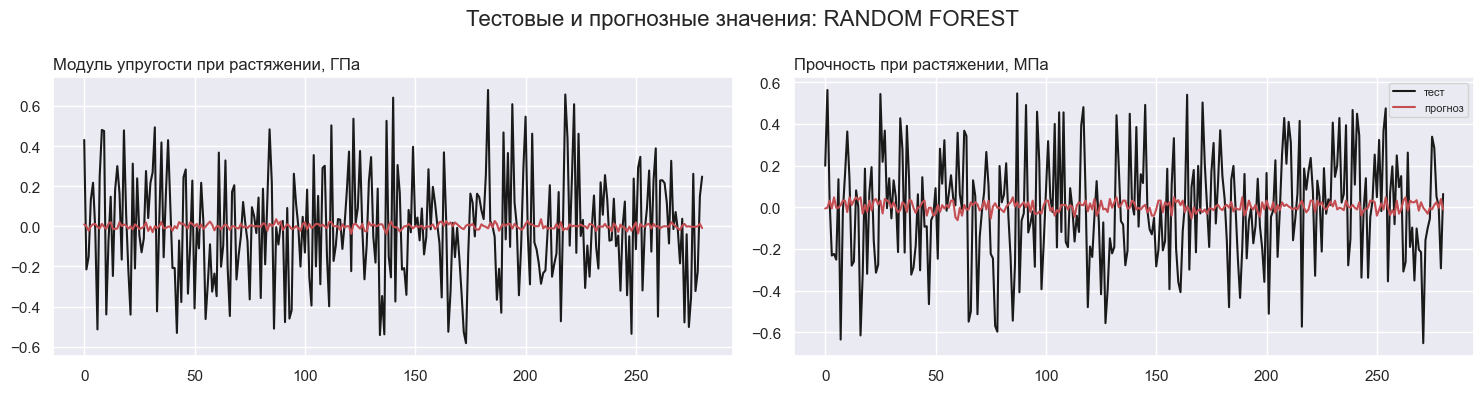 Тестовые и прогнозные значения: RANDOM FOREST
Модуль упругости при растяжении, ГПа
0.6
0.4
0.2
0.0
−0.2
−0.4
−0.6
0 50 100 150 200 250
Прочность при растяжении, МПа
тест
прогноз
0.6
0.4
0.2
0.0
−0.2
−0.4
−0.6
0 50 100 150 200 250